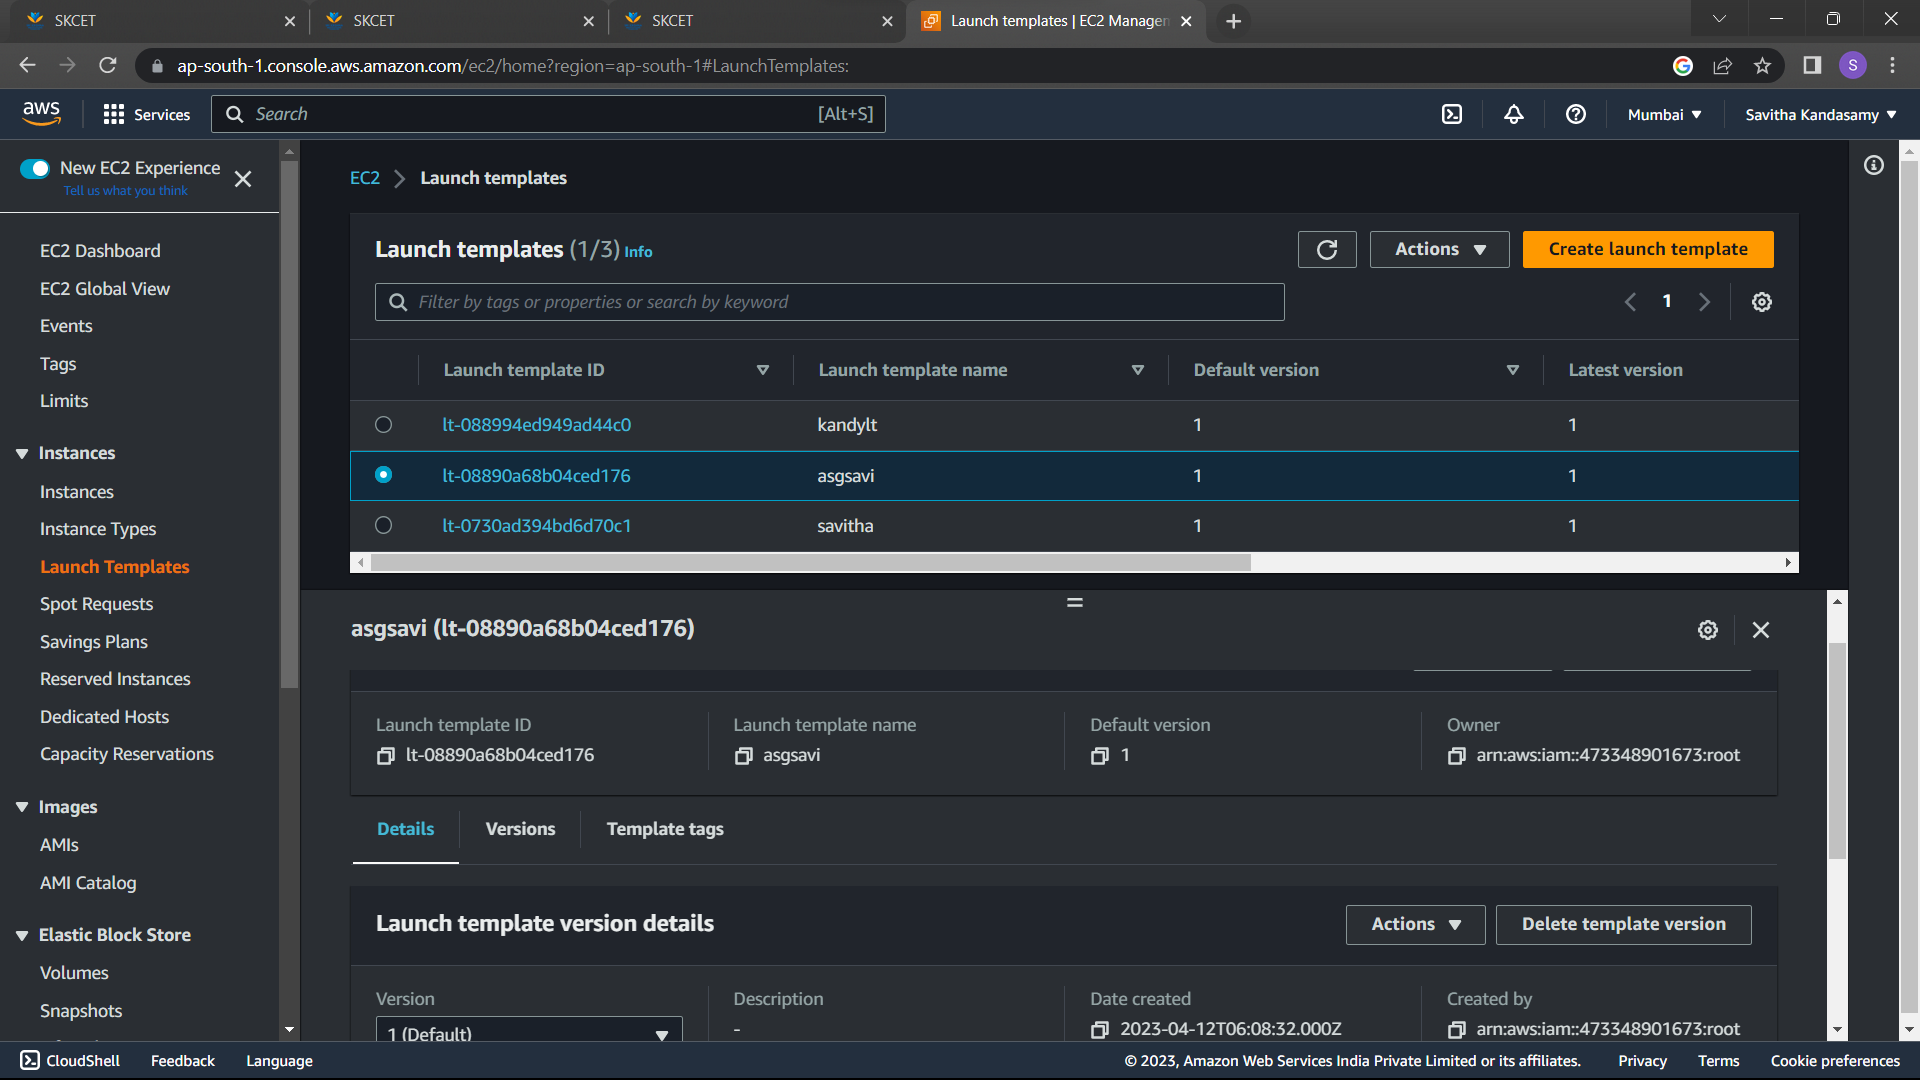 SKCET
SKCET
SKCET
Launch templates | EC2 Managem
ap-south-1.console.aws.amazon.com/ec2/home?region=ap-south-1#LaunchTemplates:
S
aws
Services
Search
[Alt+S]
Mumbai
Savitha Kandasamy
New EC2 Experience
Tell us what you think
EC2 Dashboard
EC2 Global View
Events
Tags
Limits
Instances
Instances
Instance Types
Launch Templates
Spot Requests
Savings Plans
Reserved Instances
Dedicated Hosts
Capacity Reservations
Images
AMIs
AMI Catalog
Elastic Block Store
Volumes
Snapshots
EC2 > Launch templates
Launch templates (1/3) Info
Actions
Create launch template
Filter by tags or properties or search by keyword
1
Launch template ID Launch template name Default version Latest version
lt-088994ed949ad44c0 kandylt 1 1
lt-08890a68b04ced176 asgsavi 1 1
lt-0730ad394bd6d70c1 savitha 1 1
asgsavi (lt-08890a68b04ced176)
Launch template ID Launch template name Default version Owner
lt-08890a68b04ced176 asgsavi 1 arn:aws:iam::473348901673:root
Details Versions Template tags
Launch template version details
Actions
Delete template version
Version Description Date created Created by
1 (Default) - 2023-04-12T06:08:32.000Z arn:aws:iam::473348901673:root
CloudShell Feedback Language
© 2023, Amazon Web Services India Private Limited or its affiliates. Privacy Terms Cookie preferences